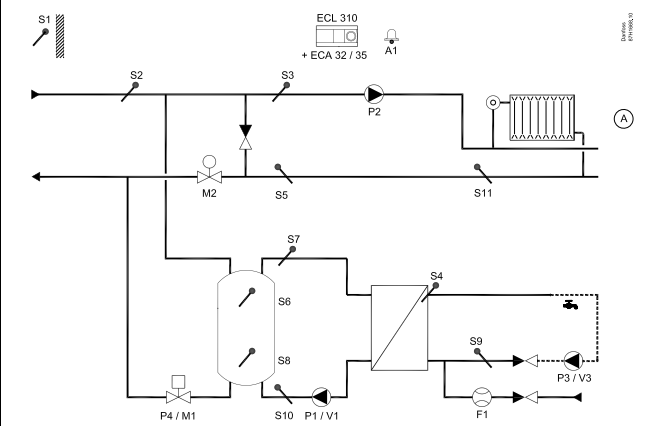 S1
ECL 310
+ ECA 32 / 35
A1
Danfoss
87H1668.10
S2
S3
P2
A
M2
S5
S11
S7
S4
S6
S8
S9
P3 / V3
P4 / M1
S10
P1 / V1
F1